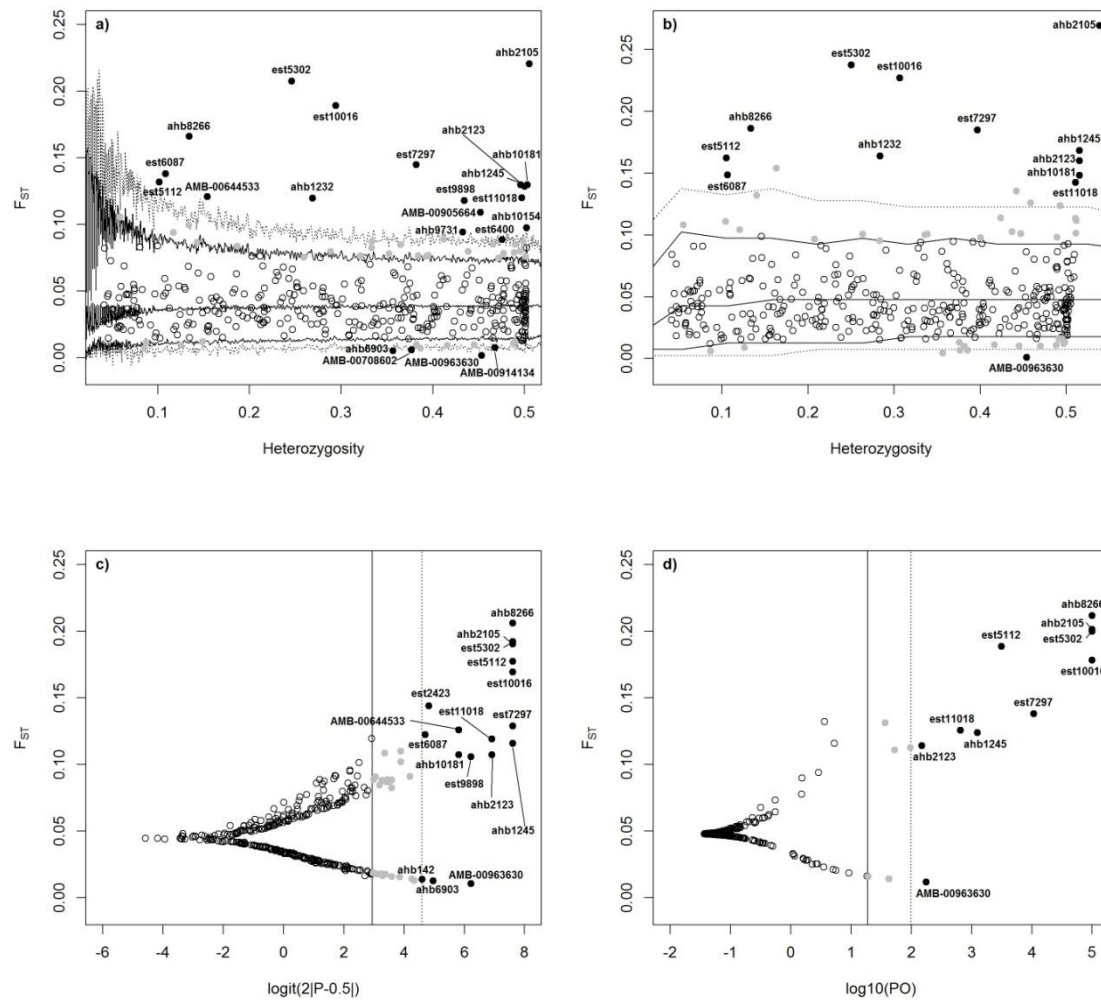 a)
0.25
0.20
0.15
0.10
0.05
0.00
FST
ahb2105
est5302
est10016
ahb8266
ahb2123
est7297
ahb10181
ahb1245
est6087
est5112
AMB-00644533
ahb1232
est9898
est11018
AMB-00905664
ahb10154
ahb9731
est6400
ahb6903
AMB-00708602
AMB-00963630
AMB-00914134
0.1 0.2 0.3 0.4 0.5
Heterozygosity
b)
0.25
0.20
0.15
0.10
0.05
0.00
FST
ahb2105
est5302
est10016
ahb8266
est7297
est5112
ahb1232
ahb1245
ahb2123
est6087
ahb10181
est11018
AMB-00963630
0.1 0.2 0.3 0.4 0.5
Heterozygosity
c)
0.25
0.20
0.15
0.10
0.05
0.00
FST
ahb8266
ahb2105
est5302
est5112
est10016
est2423
est11018
est7297
AMB-00644533
est6087
ahb10181
est9898
ahb2123
ahb1245
ahb142
AMB-00963630
ahb6903
-6 -4 -2 0 2 4 6 8
logit(2|P-0.5|)
d)
0.25
0.20
0.15
0.10
0.05
0.00
FST
ahb8266
ahb2105
est5302
est5112
est10016
est7297
est11018
ahb1245
ahb2123
AMB-00963630
-2 -1 0 1 2 3 4 5
log10(PO)